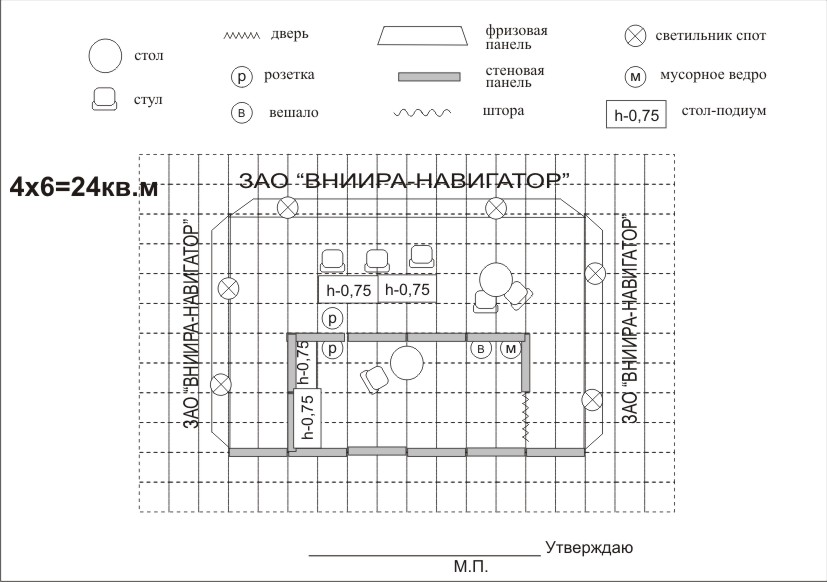 стол
стул
дверь
р розетка
в вешало
фризовая
панель
стеновая
панель
штора
светильник спот
м мусорное ведро
h-0,75 стол-подиум
4х6=24кв.м
ЗАО “ВНИИРА-НАВИГАТОР”
ЗАО “ВНИИРА-НАВИГАТОР”
ЗАО “ВНИИРА-НАВИГАТОР”
h-0,75 h-0,75
р
р
в м
h-0,75
h-0,75
Утверждаю
М.П.